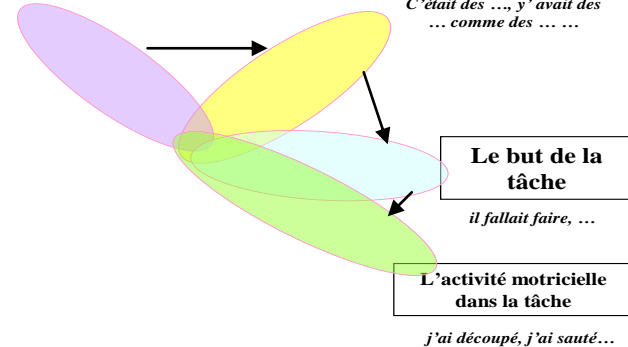 C'était des …, y' avait des
… comme des … …
Le but de la
tâche
il fallait faire, …
L'activité motricielle
dans la tâche
j'ai découpé, j'ai sauté…